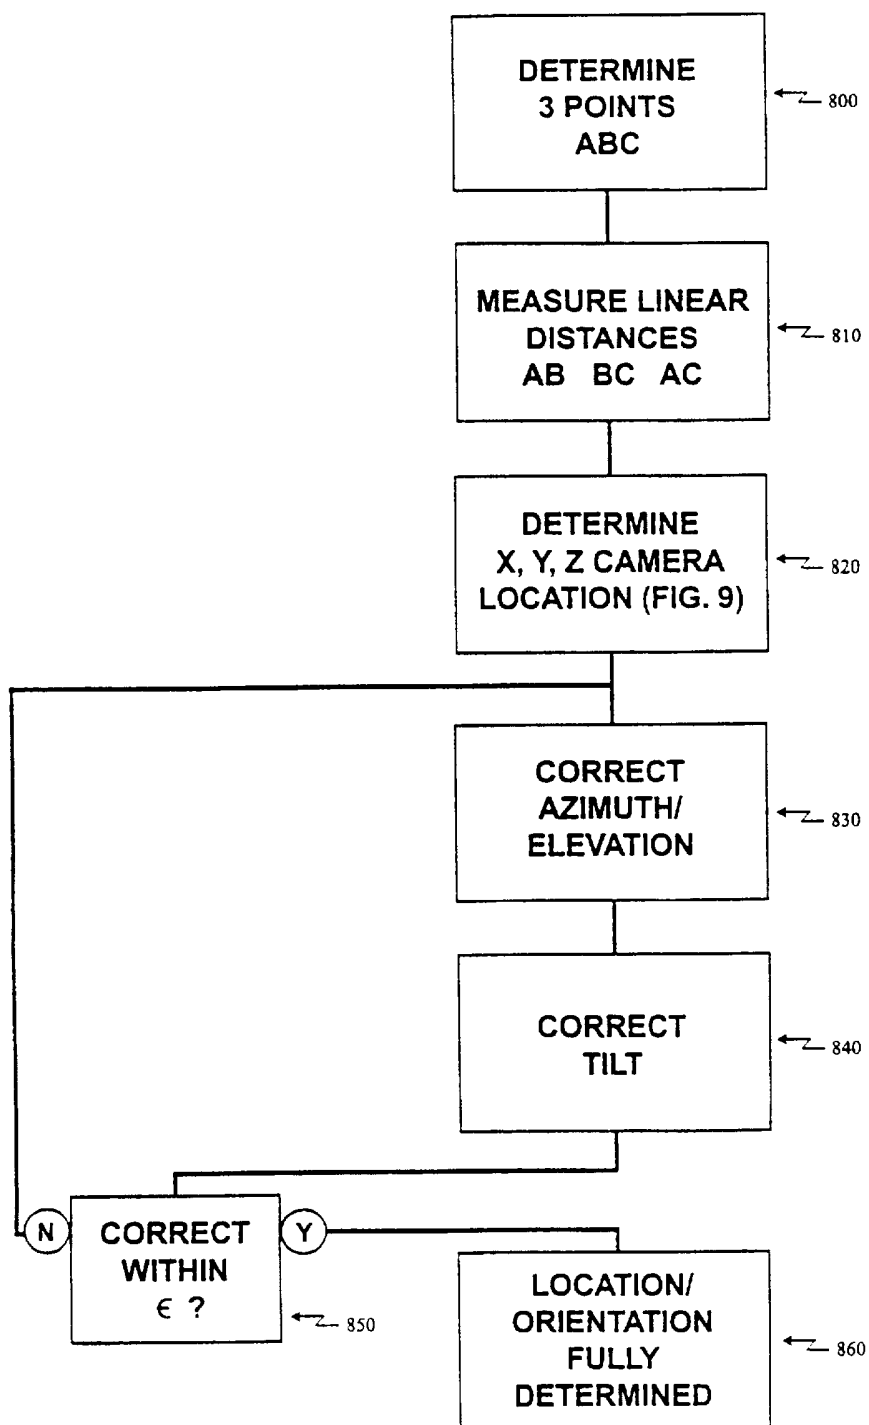 DETERMINE
3 POINTS
ABC
800
MEASURE LINEAR
DISTANCES
AB BC AC
810
DETERMINE
X, Y, Z CAMERA
LOCATION (FIG. 9)
820
CORRECT
AZIMUTH/
ELEVATION
830
CORRECT
TILT
840
N
CORRECT
WITHIN
ϵ ?
Y
850
LOCATION/
ORIENTATION
FULLY
DETERMINED
860